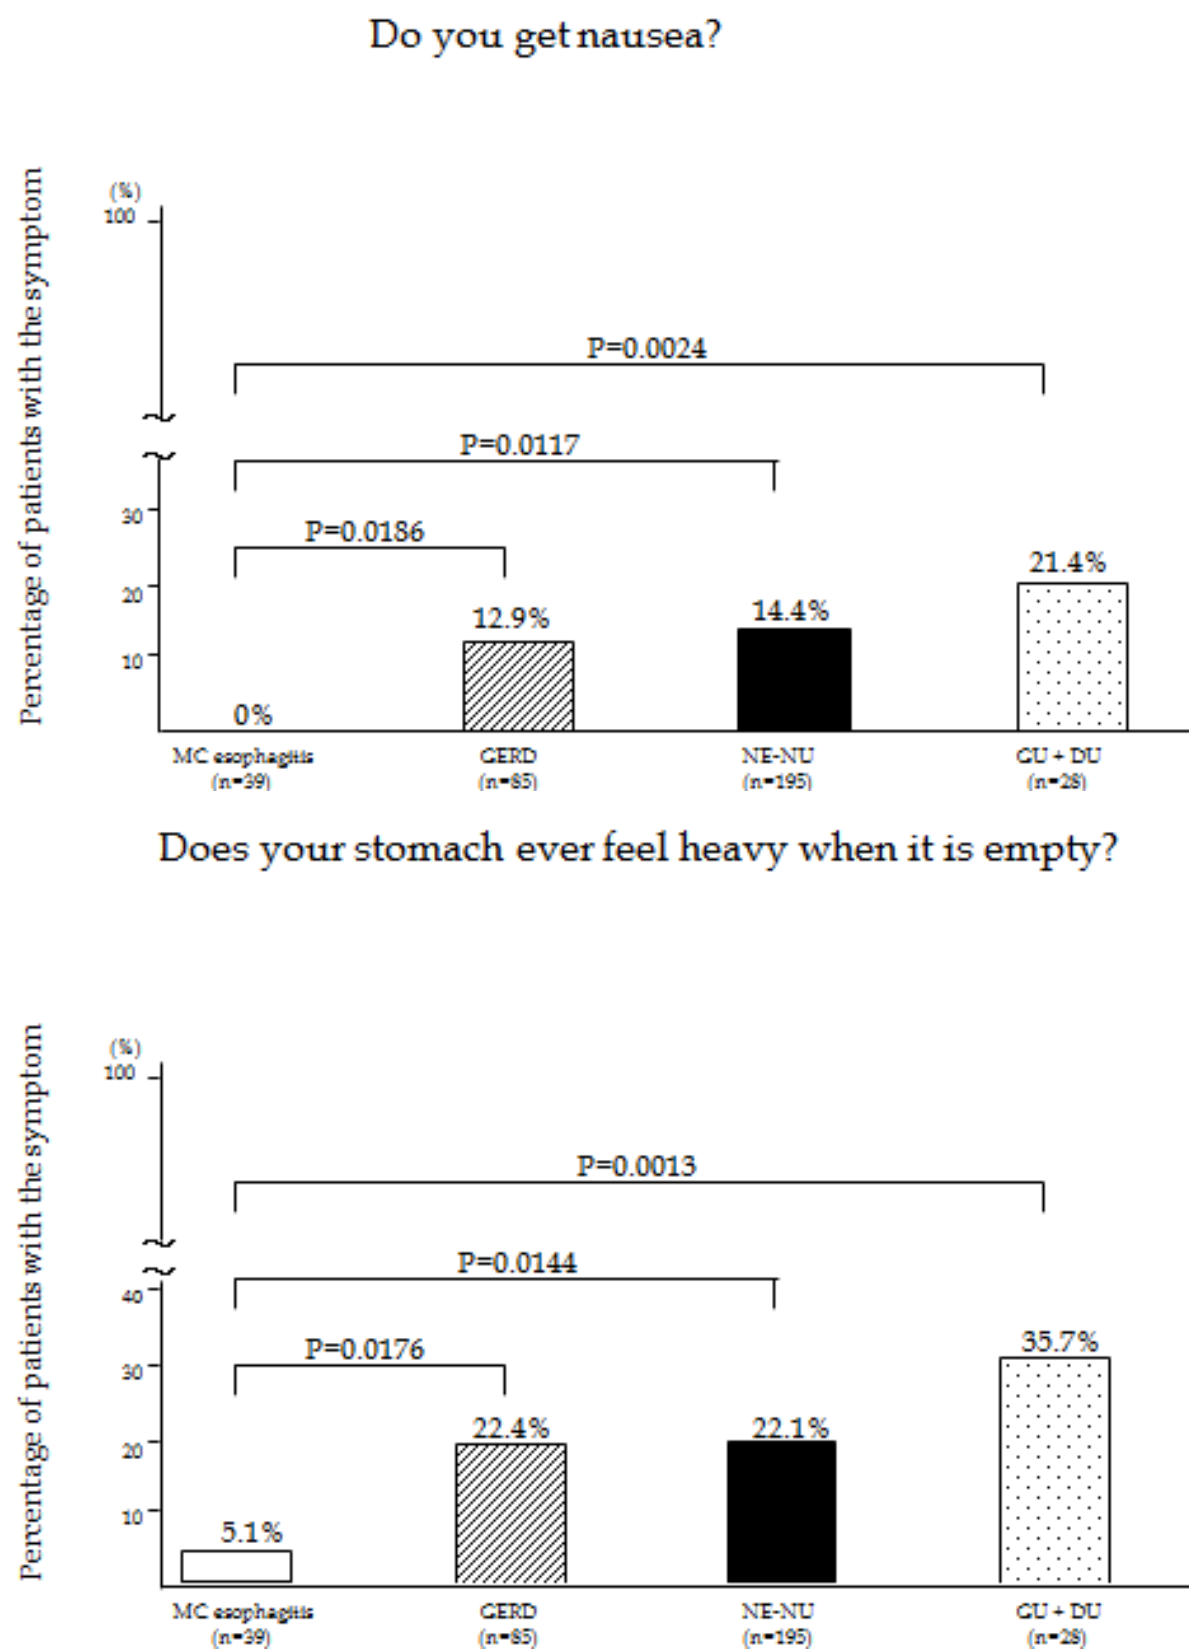 Do you get nausea?
Percentage of patients with the symptom
(%)
100
P=0.0024
P=0.0117
30
P=0.0186
21.4%
20
12.9%
14.4%
10
0%
MC esophagitis GERD NE-NU GU + DU
(n=39) (n=85) (n=195) (n=28)
Does your stomach ever feel heavy when it is empty?
Percentage of patients with the symptom
(%)
100
P=0.0013
P=0.0144
40
P=0.0176
35.7%
30
22.4%
22.1%
20
10
5.1%
MC esophagitis GERD NE-NU GU + DU
(n=39) (n=85) (n=195) (n=28)